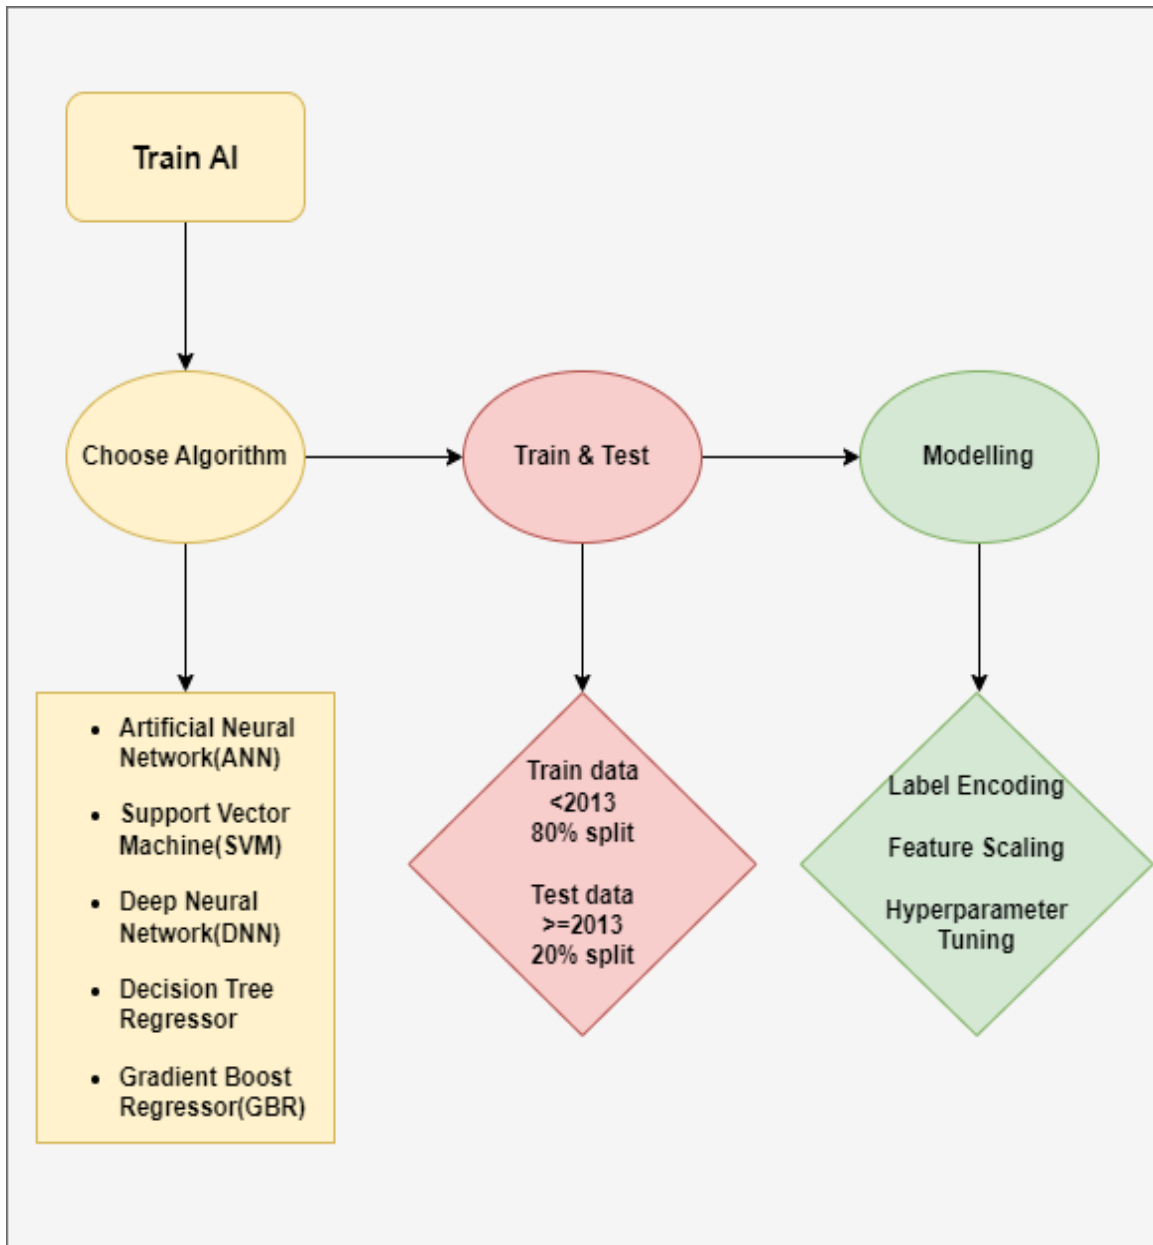 Train AI
Choose Algorithm
Train & Test
Modelling
• Artificial Neural
Network(ANN)
• Support Vector
Machine(SVM)
• Deep Neural
Network(DNN)
• Decision Tree
Regressor
• Gradient Boost
Regressor(GBR)
Train data
<2013
80% split
Test data
>=2013
20% split
Label Encoding
Feature Scaling
Hyperparameter
Tuning